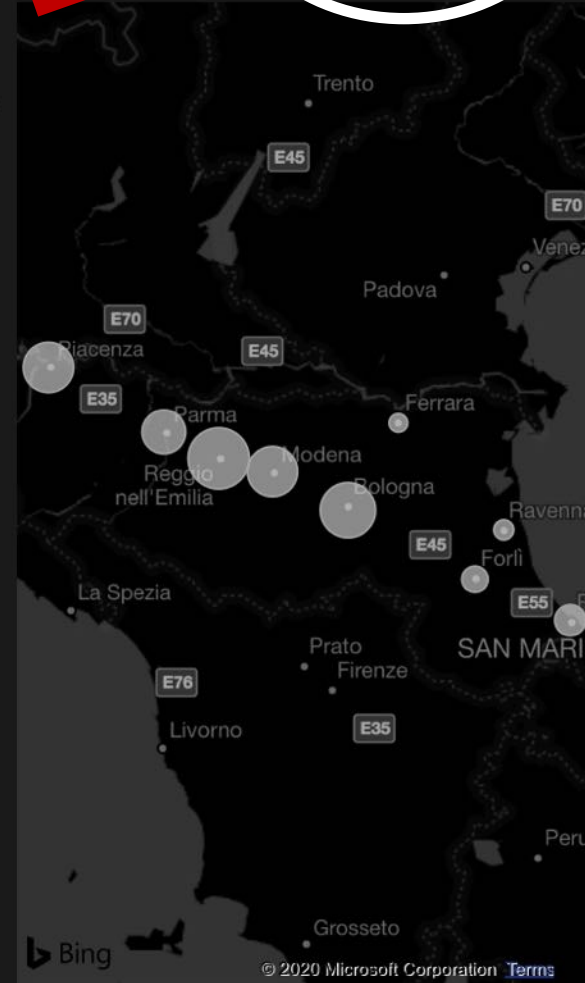 Trento
E45
E70
Venez
Padova
E70
E45
Piacenza
E35
Parma
Ferrara
Reggio
nell'Emilia
Modena
Bologna
Ravenna
E45
Forlì
La Spezia
E55
Prato
SAN MARI
Firenze
E76
E35
Livorno
Peru
Grosseto
Bing
© 2020 Microsoft Corporation Terms